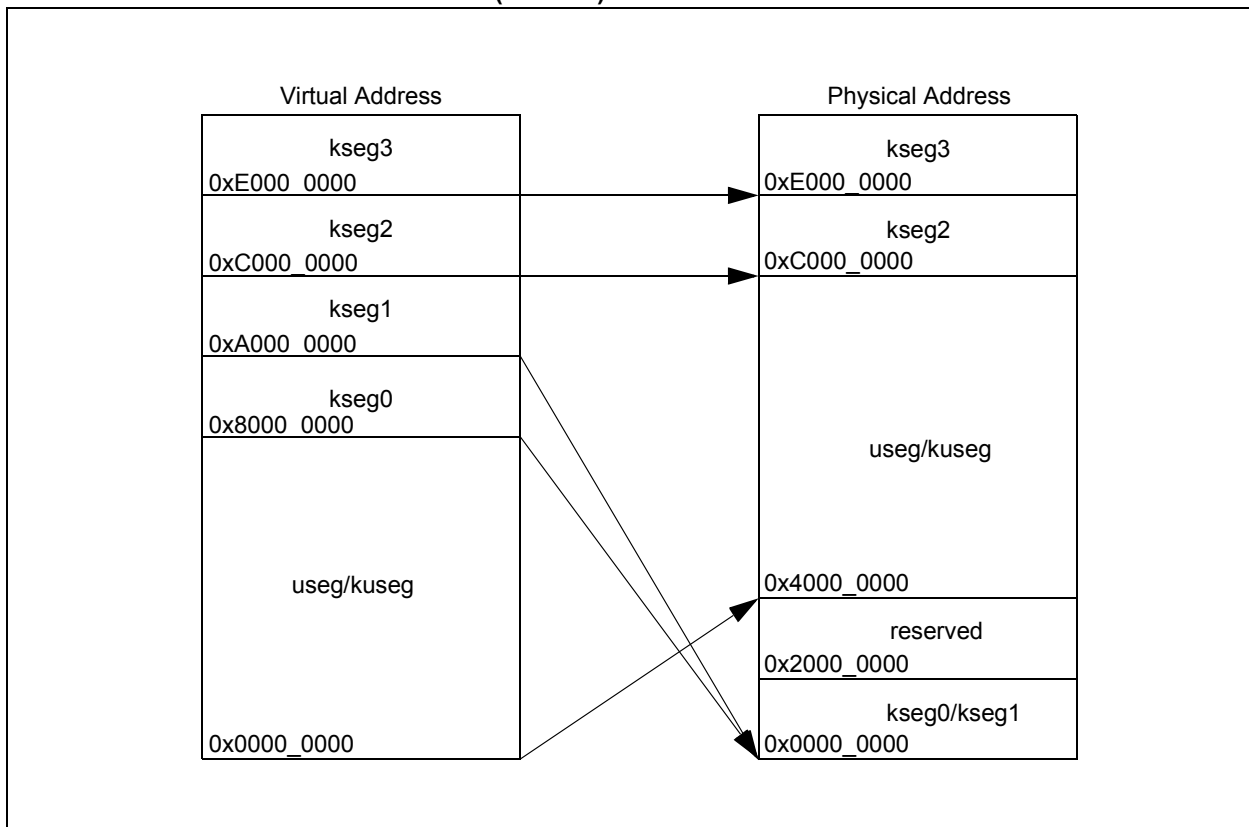 Virtual Address
kseg3
0xE000_0000
kseg2
0xC000_0000
kseg1
0xA000_0000
kseg0
0x8000_0000
useg/kuseg
0x0000_0000
Physical Address
kseg3
0xE000_0000
kseg2
0xC000_0000
useg/kuseg
0x4000_0000
reserved
0x2000_0000
kseg0/kseg1
0x0000_0000